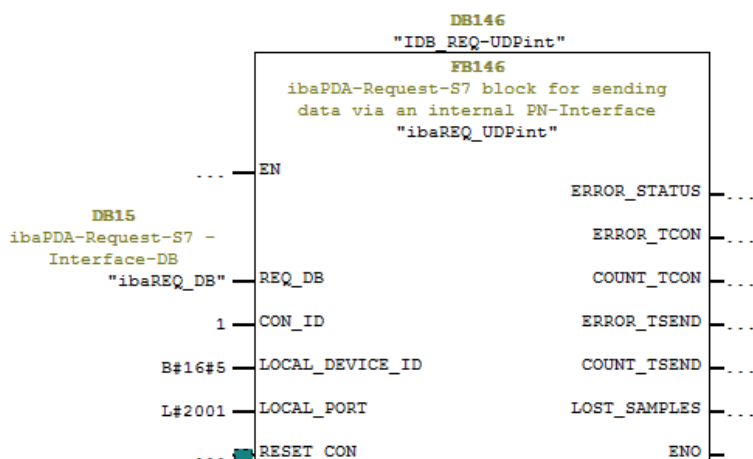 DB146
"IDB_REQ-UDPint"
FB146
ibaPDA-Request-S7 block for sending
data via an internal PN-Interface
"ibaREQ_UDPint"
... EN
ERROR_STATUS ...
DB15
ibaPDA-Request-S7 -
Interface-DB
ERROR_TCON ...
"ibaREQ_DB" REQ_DB
COUNT_TCON ...
1 CON_ID
ERROR_TSEND ...
B#16#5 LOCAL_DEVICE_ID
COUNT_TSEND ...
L#2001 LOCAL_PORT
LOST_SAMPLES ...
... RESET_CON
ENO